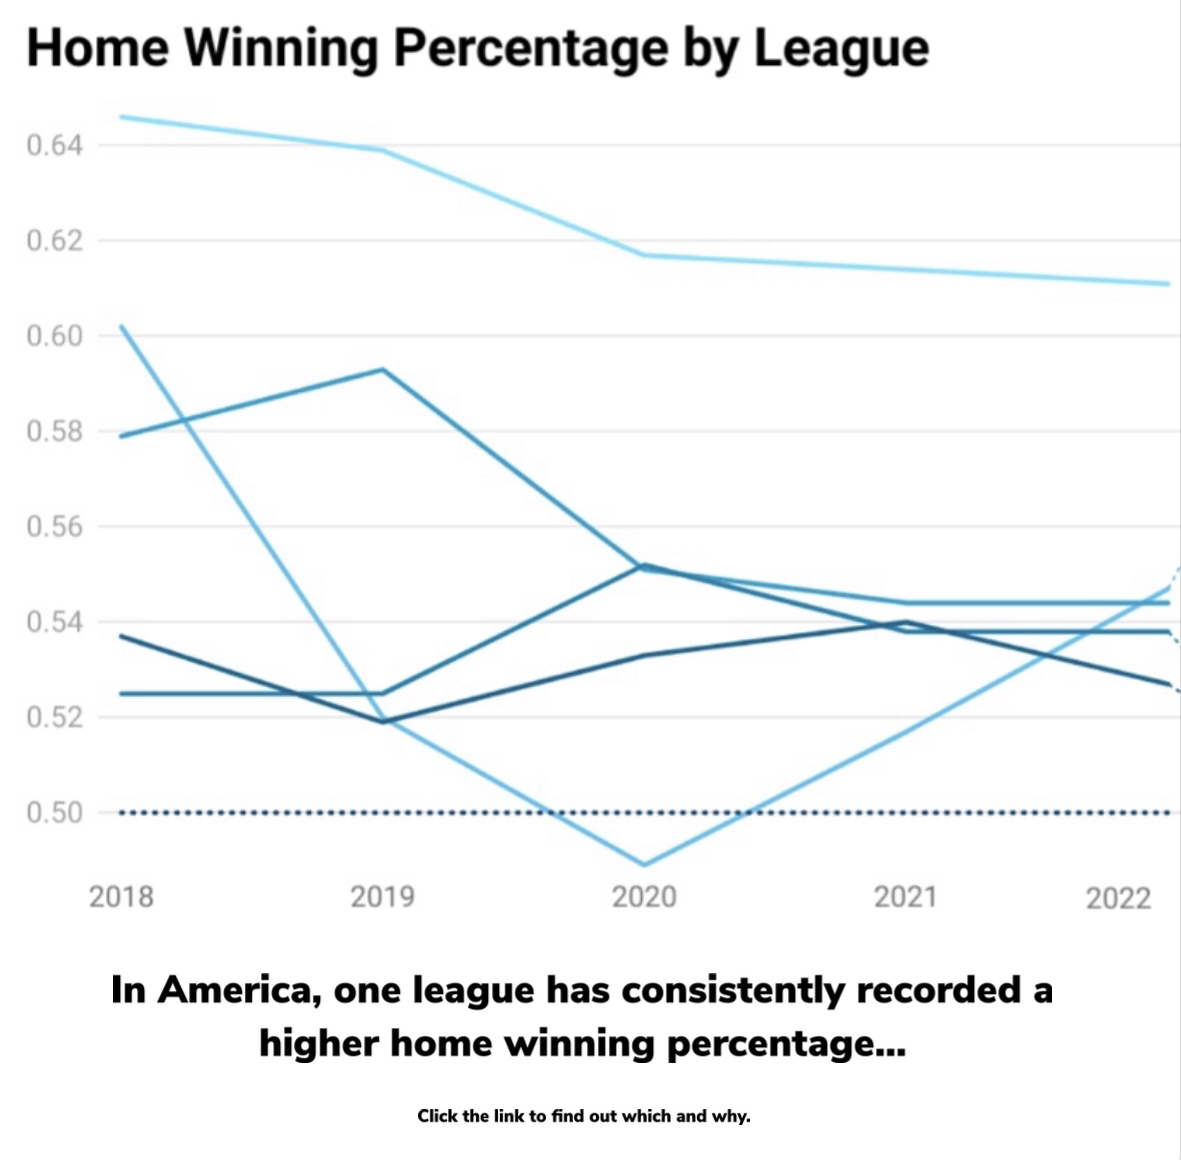 Home Winning Percentage by League
0.64
0.62
0.60
0.58
0.56
0.54
0.52
0.50
2018 2019 2020 2021 2022
In America, one league has consistently recorded a
higher home winning percentage...
Click the link to find out which and why.